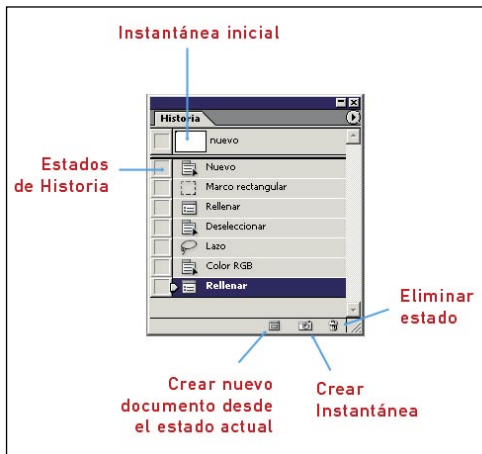 Instantánea inicial
Historia
nuevo
Estados
de Historia
Nuevo
Marco rectangular
Rellenar
Deseleccionar
Lazo
Color RGB
Rellenar
Eliminar
estado
Crear nuevo
documento desde
el estado actual
Crear
Instantánea